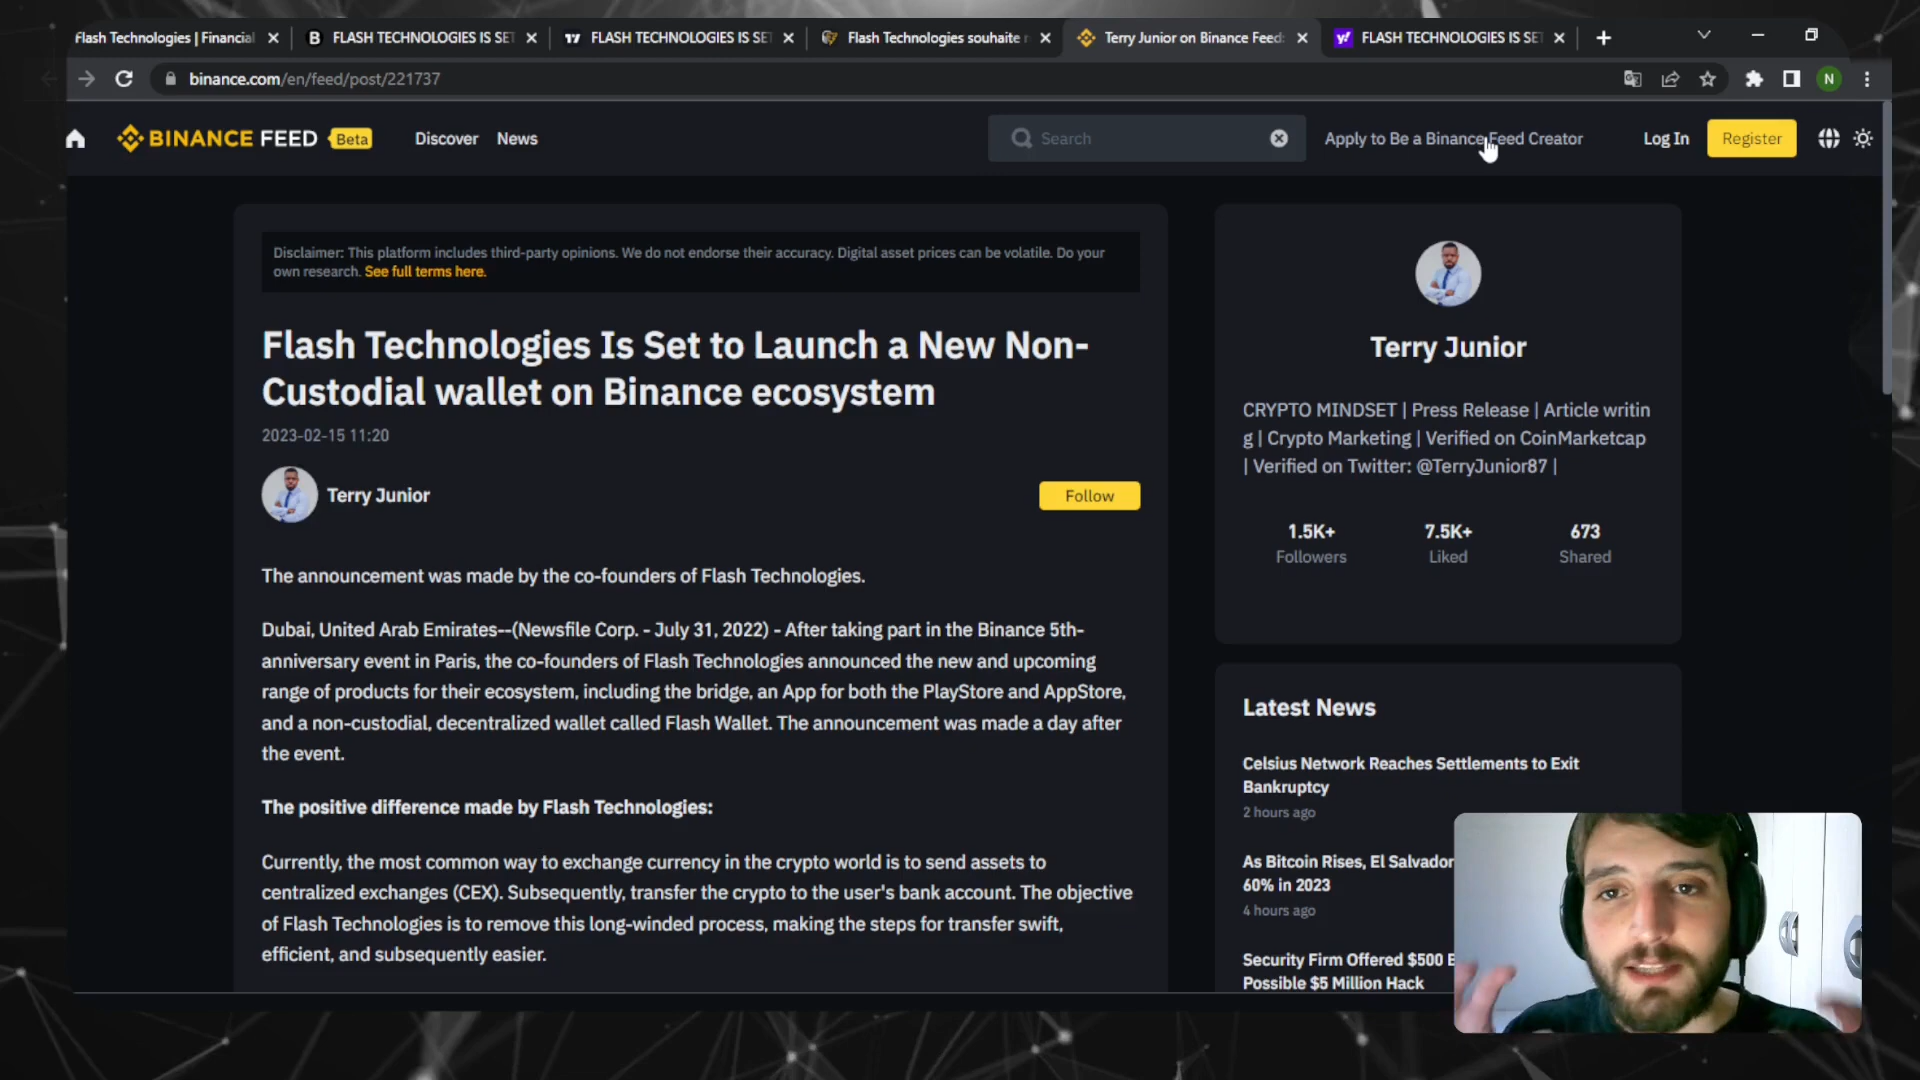 Flash Technologies | Financial
FLASH TECHNOLOGIES IS SET
FLASH TECHNOLOGIES IS SET
Flash Technologies souhaite
Terry Junior on Binance Feed
FLASH TECHNOLOGIES IS SET
binance.com/en/feed/post/221737
N
BINANCE FEED Beta
Discover
News
Search
Apply to Be a Binance Feed Creator
Log In
Register
Disclaimer: This platform includes third-party opinions. We do not endorse their accuracy. Digital asset prices can be volatile. Do your
own research. See full terms here.
Flash Technologies Is Set to Launch a New Non-
Custodial wallet on Binance ecosystem
2023-02-15 11:20
Terry Junior
Follow
The announcement was made by the co-founders of Flash Technologies.
Dubai, United Arab Emirates--(Newsfile Corp. - July 31, 2022) - After taking part in the Binance 5th-
anniversary event in Paris, the co-founders of Flash Technologies announced the new and upcoming
range of products for their ecosystem, including the bridge, an App for both the PlayStore and AppStore,
and a non-custodial, decentralized wallet called Flash Wallet. The announcement was made a day after
the event.
The positive difference made by Flash Technologies:
Currently, the most common way to exchange currency in the crypto world is to send assets to
centralized exchanges (CEX). Subsequently, transfer the crypto to the user's bank account. The objective
of Flash Technologies is to remove this long-winded process, making the steps for transfer swift,
efficient, and subsequently easier.
Terry Junior
CRYPTO MINDSET | Press Release | Article writin
g | Crypto Marketing | Verified on CoinMarketcap
| Verified on Twitter: @TerryJunior87 |
1.5K+
Followers
7.5K+
Liked
673
Shared
Latest News
Celsius Network Reaches Settlements to Exit
Bankruptcy
2 hours ago
As Bitcoin Rises, El Salvador
60% in 2023
4 hours ago
Security Firm Offered $500
Possible $5 Million Hack